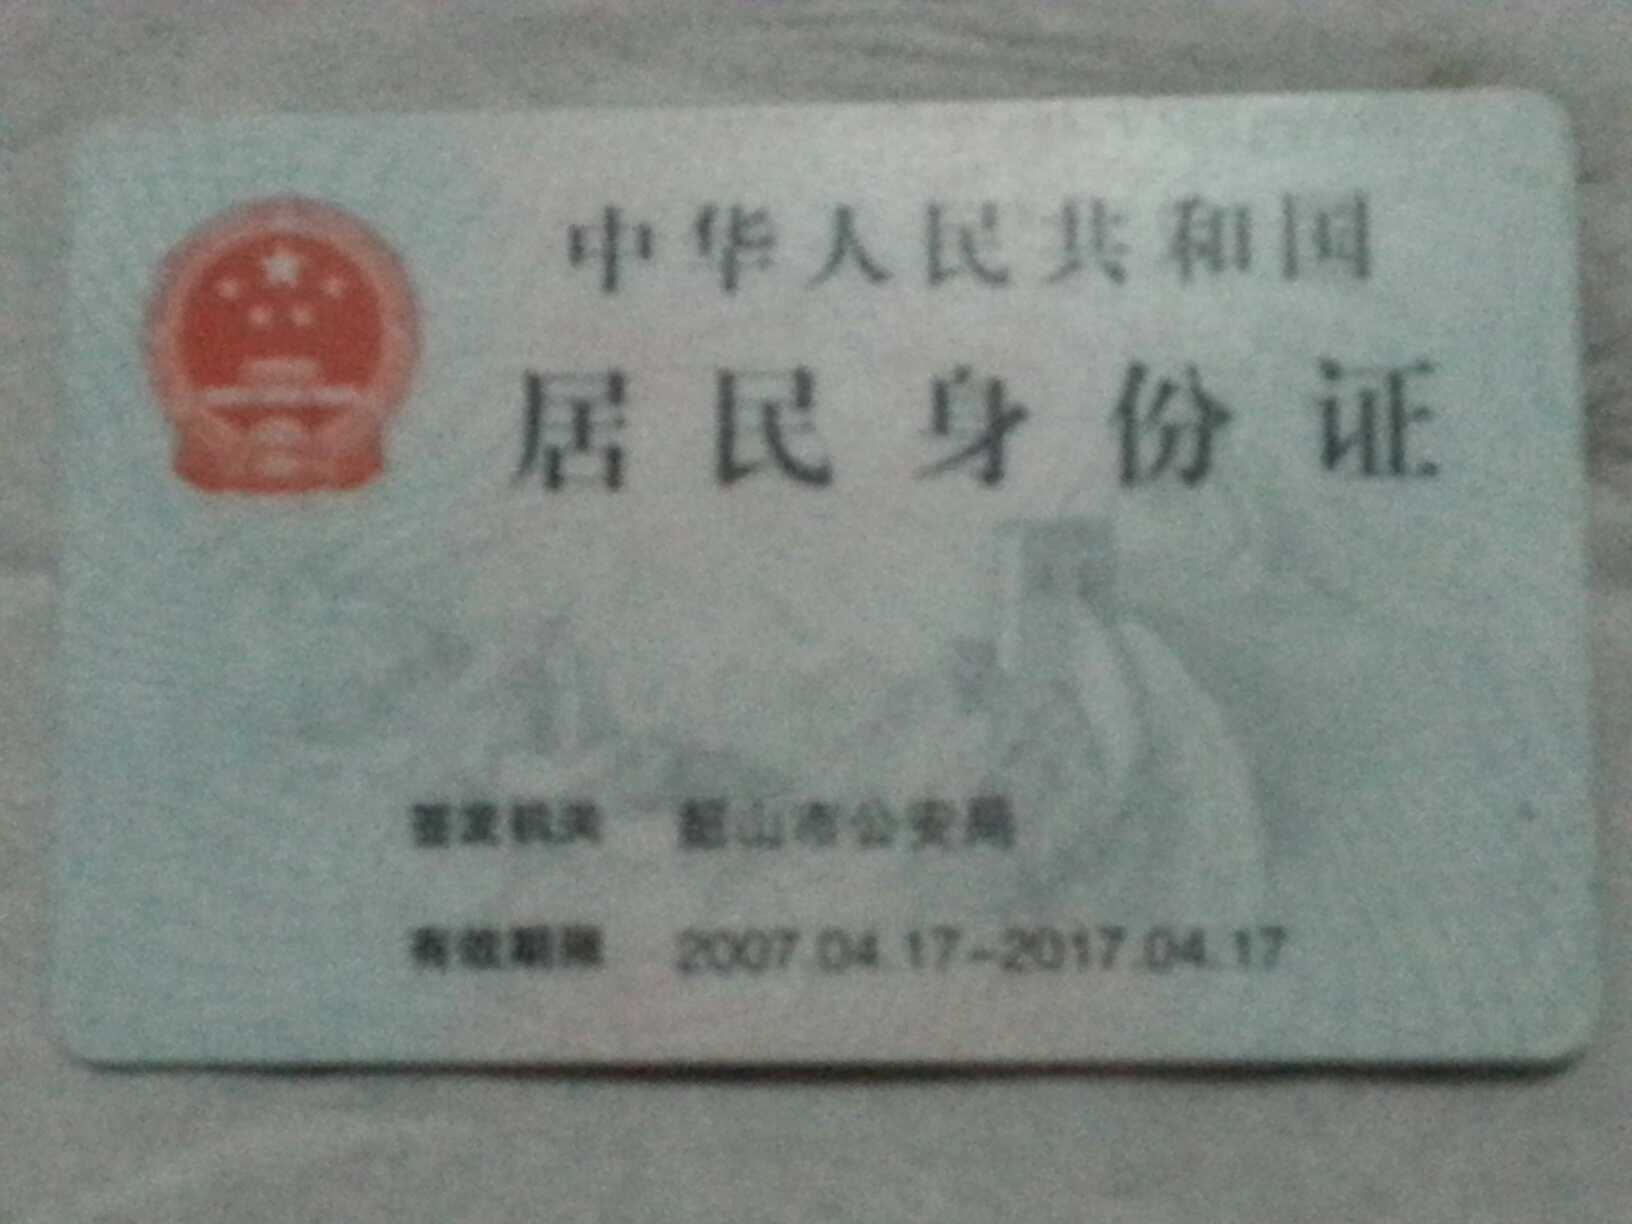 中华人民共和国
居民身份证
签发机关 韶山市公安局
有效期限 2007.04.17-2017.04.17